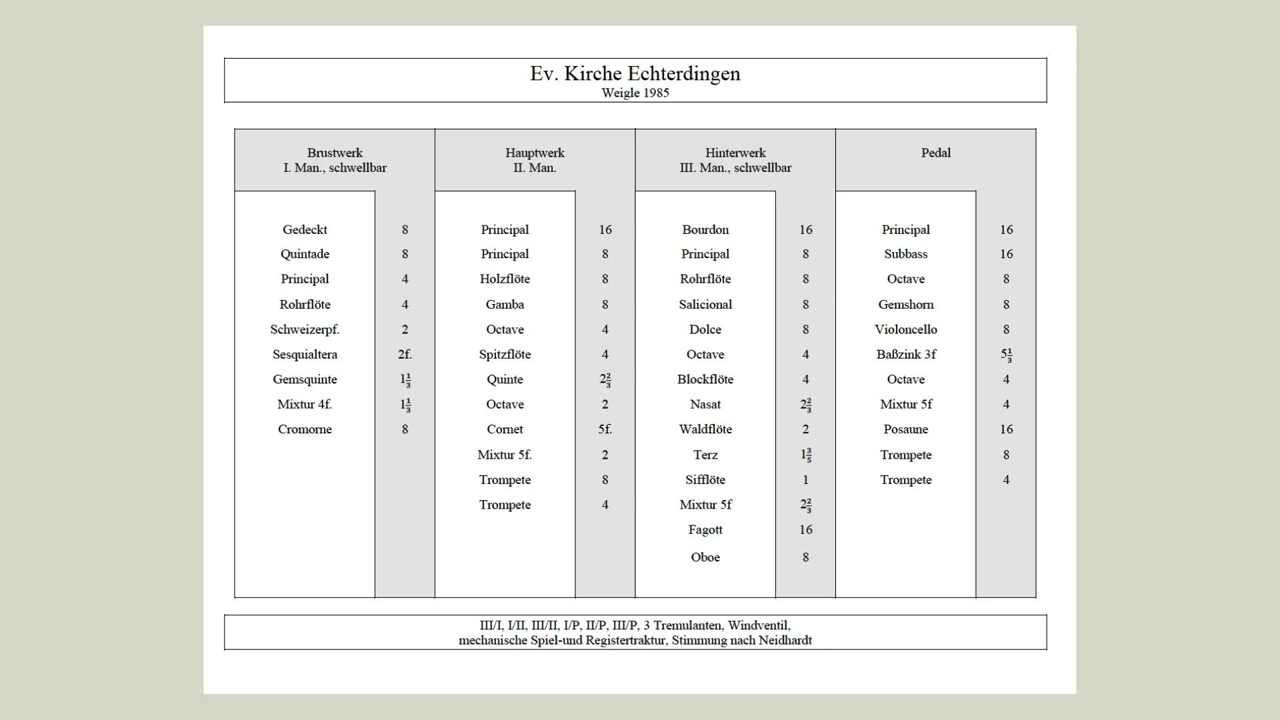 Ev. Kirche Echterdingen
Weigle 1985
Brustwerk
I. Man., schwellbar
Gedeckt 8
Quintade 8
Principal 4
Rohrflöte 4
Schweizerpf. 2
Sesquialtera 2f.
Gemsquinte 1⅓
Mixtur 4f. 1⅓
Cromorne 8
Hauptwerk
II. Man.
Principal 16
Principal 8
Holzflöte 8
Gamba 8
Octave 4
Spitzflöte 4
Quinte 2⅔
Octave 2
Cornet 5f.
Mixtur 5f. 2
Trompete 8
Trompete 4
Hinterwerk
III. Man., schwellbar
Bourdon 16
Principal 8
Rohrflöte 8
Salicional 8
Dolce 8
Octave 4
Blockflöte 4
Nasat 2⅔
Waldflöte 2
Terz 1⅗
Sifflöte 1
Mixtur 5f 2⅔
Fagott 16
Oboe 8
Pedal
Principal 16
Subbass 16
Octave 8
Gemshorn 8
Violoncello 8
Baßzink 3f 5⅓
Octave 4
Mixtur 5f 4
Posaune 16
Trompete 8
Trompete 4
III/I, I/II, III/II, I/P, II/P, III/P, 3 Tremulanten, Windventil,
mechanische Spiel-und Registertraktur, Stimmung nach Neidhardt